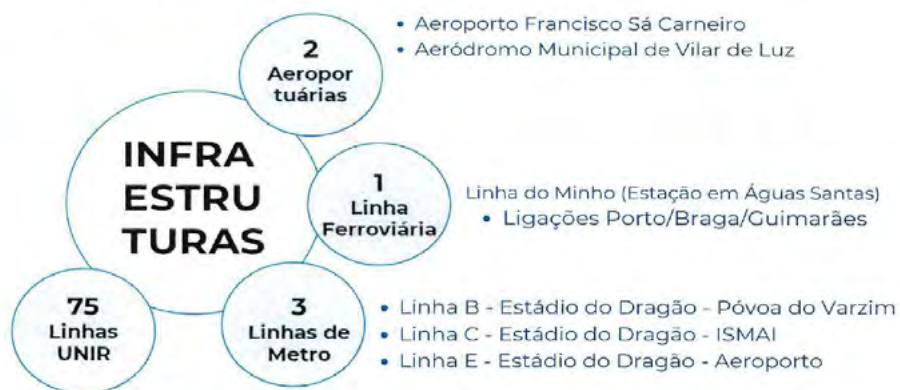 • Aeroporto Francisco Sá Carneiro
• Aeródromo Municipal de Vilar de Luz
2
Aeropor
tuárias
INFRA
ESTRU
TURAS
1
Linha
Ferroviária
Linha do Minho (Estação em Águas Santas)
• Ligações Porto/Braga/Guimarães
75
Linhas
UNIR
3
Linhas de
Metro
• Linha B - Estádio do Dragão - Póvoa do Varzim
• Linha C - Estádio do Dragão - ISMAI
• Linha E - Estádio do Dragão - Aeroporto